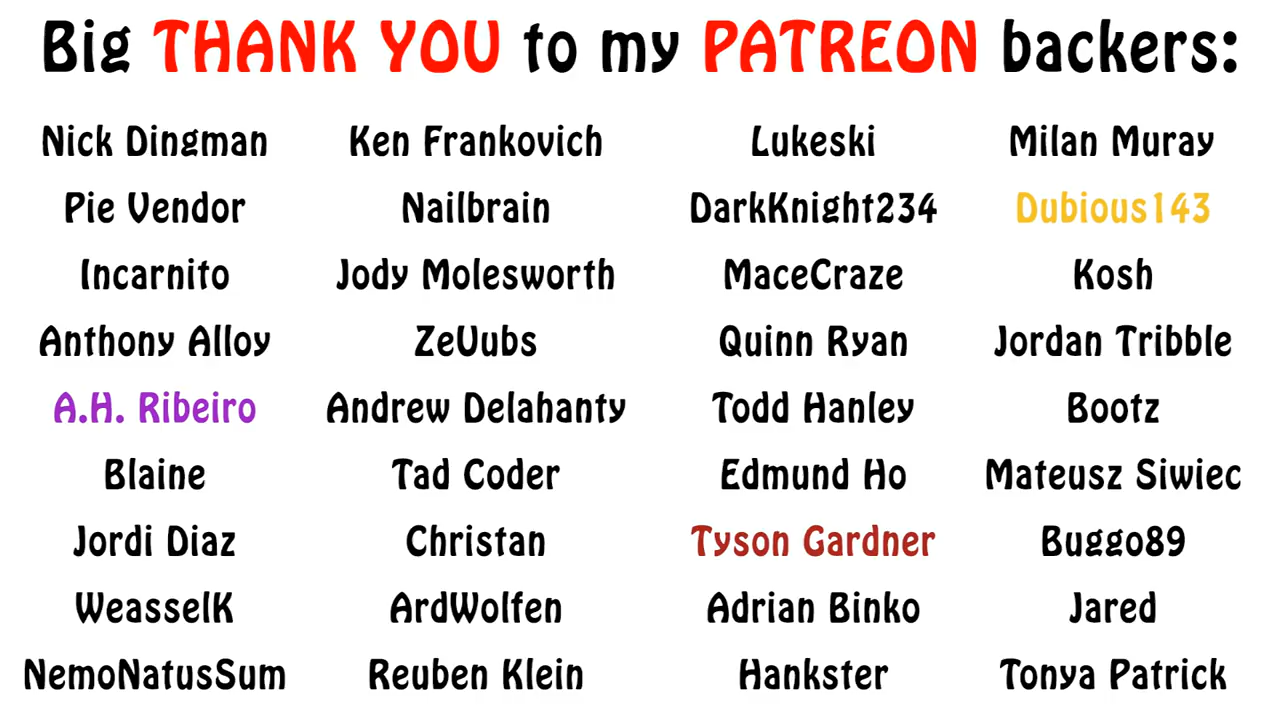 Big THANK YOU to my PATREON backers:
Nick Dingman Ken Frankovich Lukeski Milan Muray
Pie Vendor Nailbrain DarkKnight234 Dubious143
Incarnito Jody Molesworth MaceCraze Kosh
Anthony Alloy ZeVubs Quinn Ryan Jordan Tribble
A.H. Ribeiro Andrew Delahanty Todd Hanley Bootz
Blaine Tad Coder Edmund Ho Mateusz Siwiec
Jordi Diaz Christan Tyson Gardner Buggo89
WeasselK ArdWolfen Adrian Binko Jared
NemoNatusSum Reuben Klein Hankster Tonya Patrick